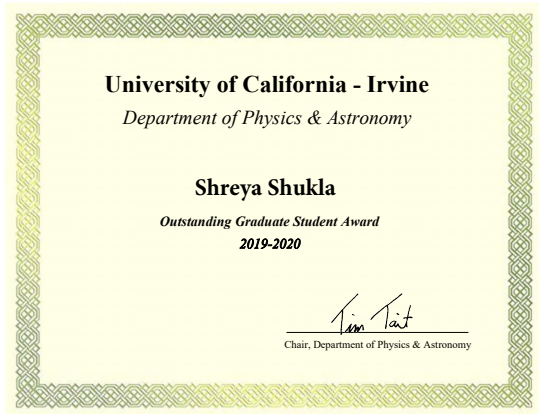 University of California - Irvine
Department of Physics & Astronomy
Shreya Shukla
Outstanding Graduate Student Award
2019-2020
Tim Tait
Chair, Department of Physics & Astronomy